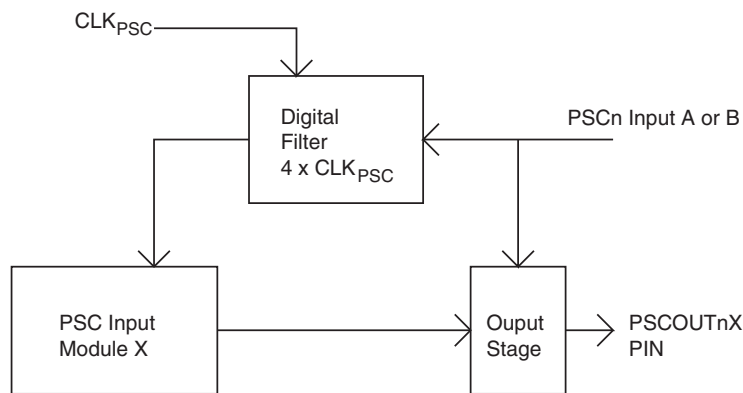 CLKPSC
Digital
Filter
4 x CLKPSC
PSCn Input A or B
PSC Input
Module X
Ouput
Stage
PSCOUTnX
PIN